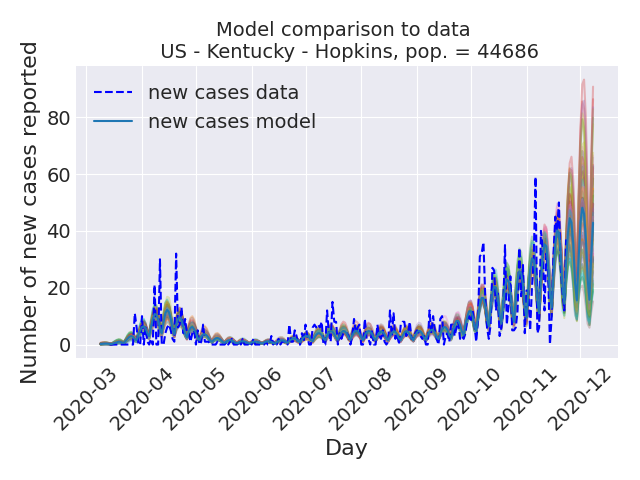 Model comparison to data
US - Kentucky - Hopkins, pop. = 44686
Number of new cases reported
new cases data
new cases model
80
60
40
20
0
2020-03
2020-04
2020-05
2020-06
2020-07
2020-08
2020-09
2020-10
2020-11
2020-12
Day